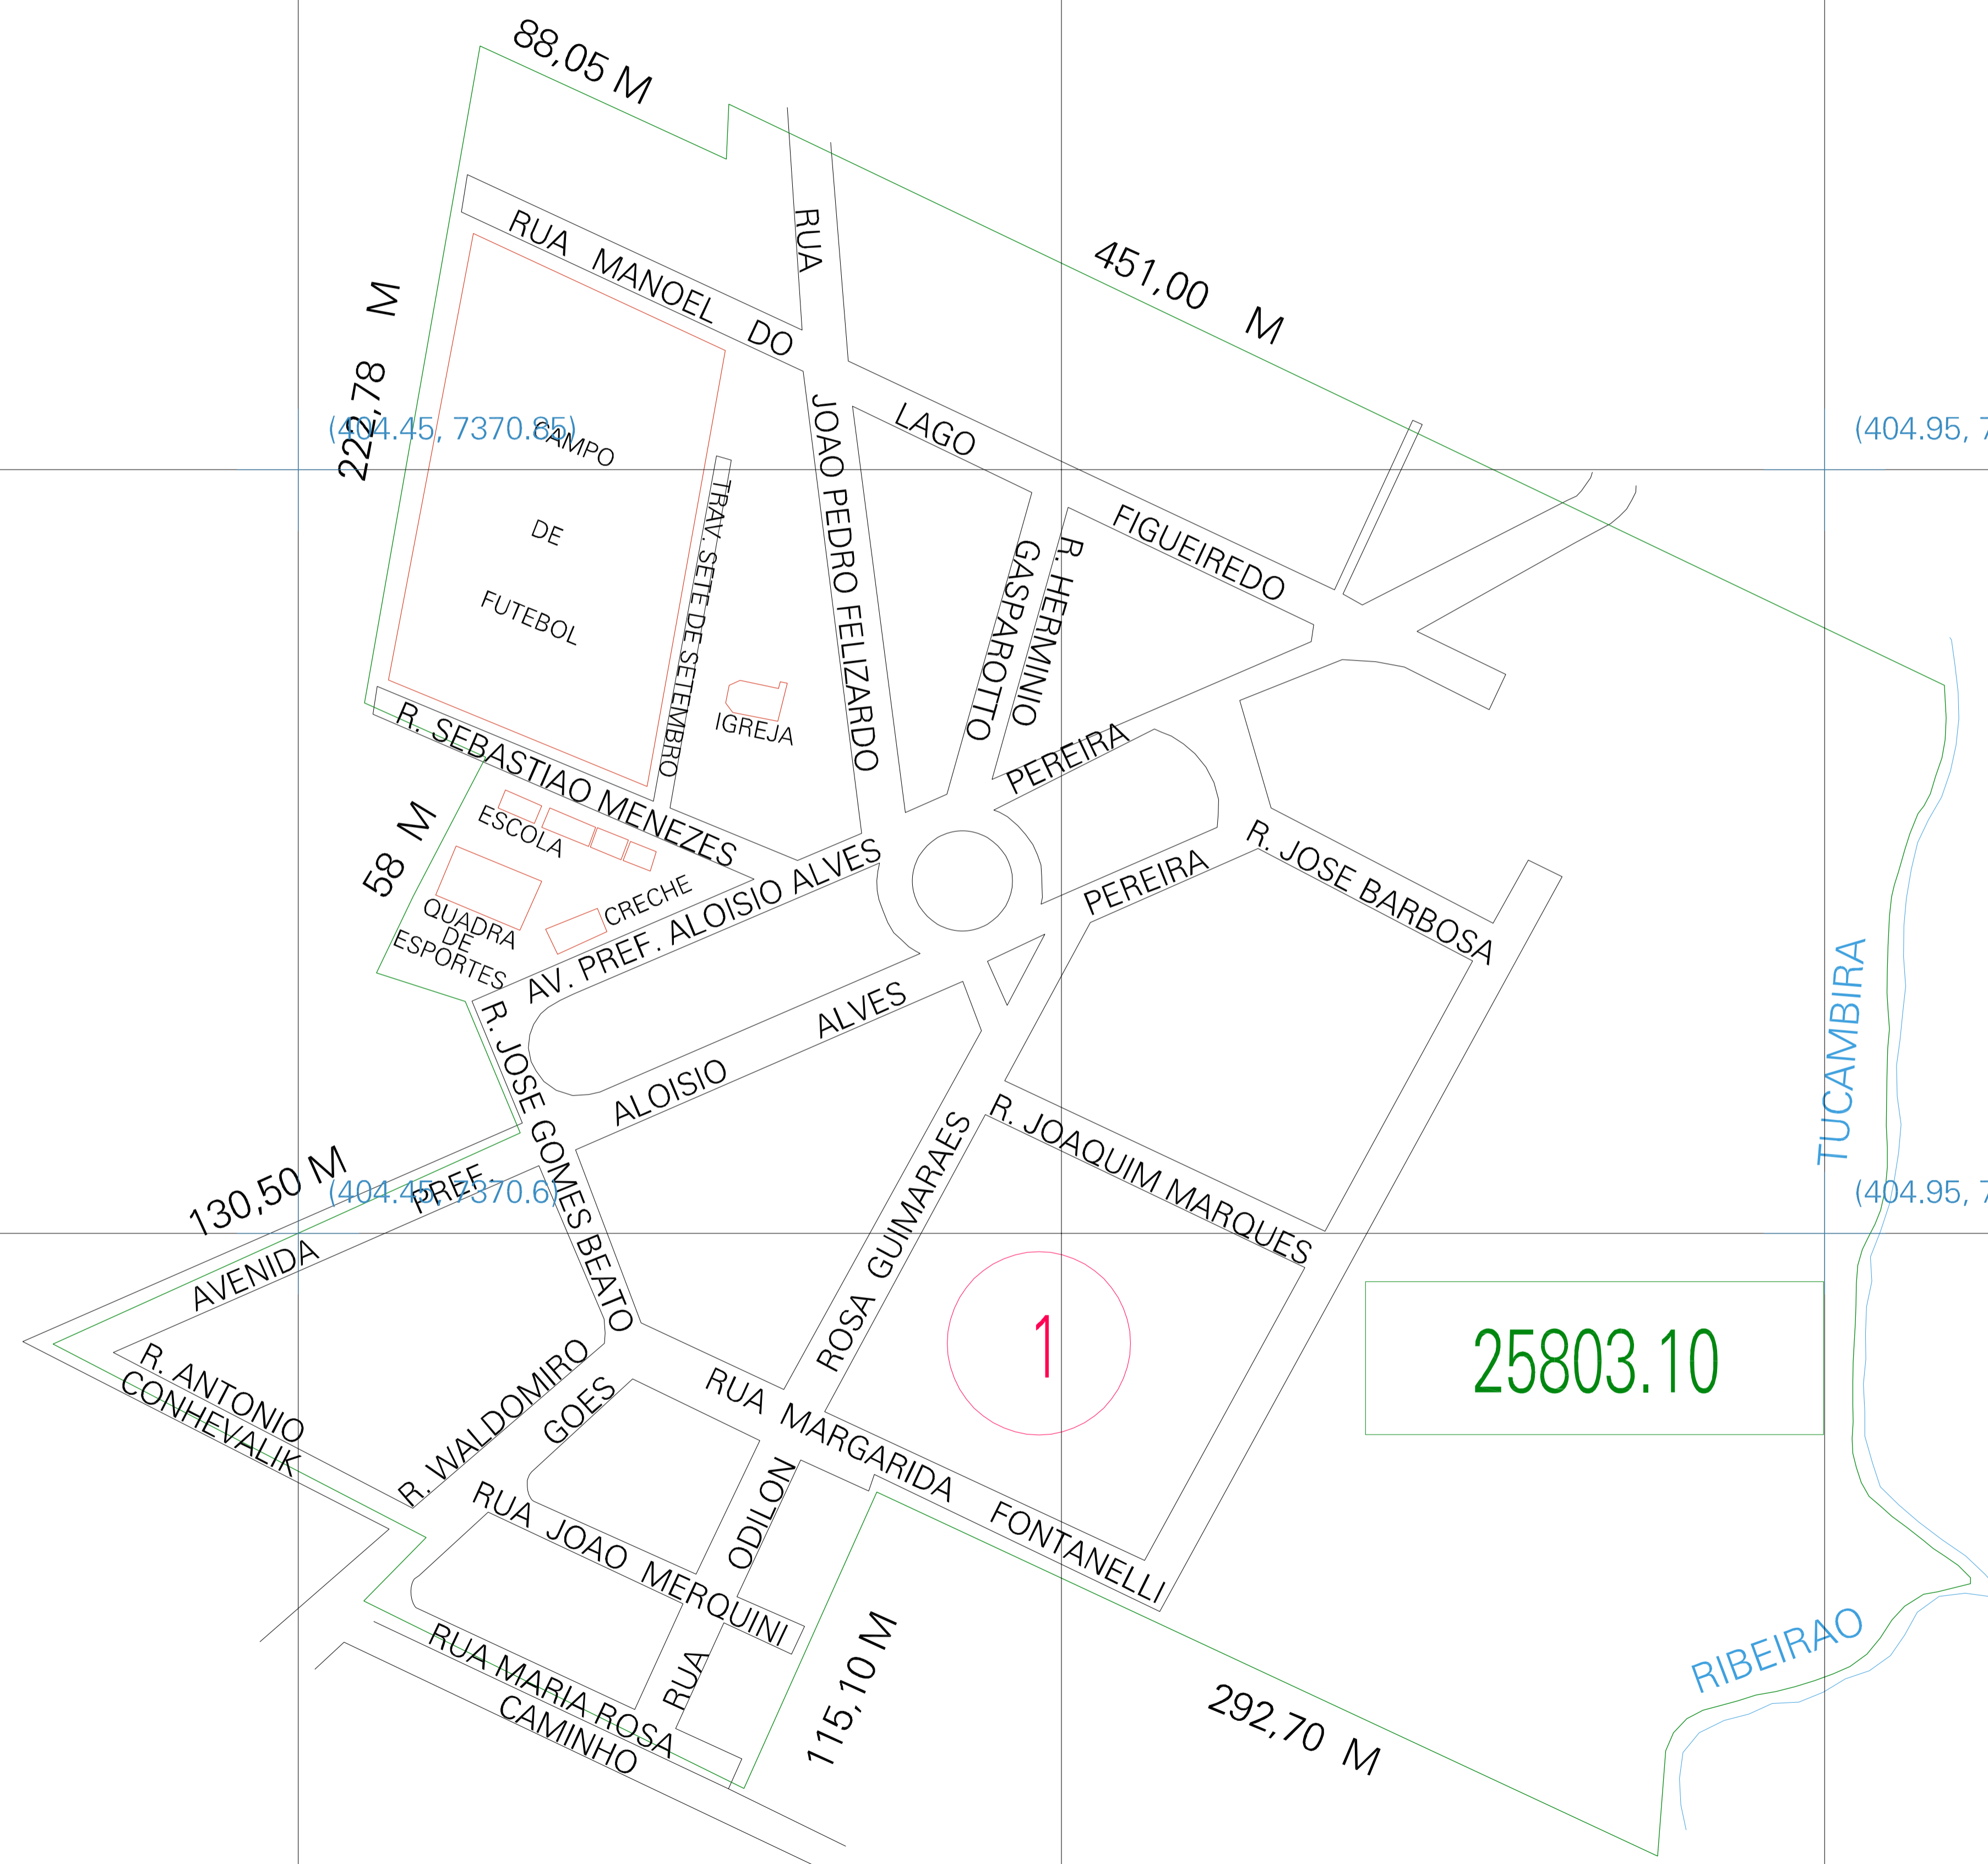 88,05 M
451,00 M
222,78 M
RUA MANOEL DO
LAGO
FIGUEIREDO
RUA
JOAO PEDRO FELIZARDO
(404.45, 7370.85)
(404.95, 7
CAMPO
DE
FUTEBOL
TRAV. SETE DE SETEMBRO
IGREJA
R. HERMINIO
GASPAROTTO
R. SEBASTIAO MENEZES
58 M
ESCOLA
QUADRA
DE
ESPORTES
CRECHE
AV. PREF. ALOISIO ALVES
PEREIRA
PEREIRA
R. JOSE BARBOSA
ALOISIO ALVES
R. JOSE GOMES BEATO
TUCAMBIRA
130,50 M
AVENIDA PREF.
(404.45, 7370.6)
(404.95, 7
ROSA GUIMARAES
R. JOAQUIM MARQUES
1
25803.10
R. ANTONIO
CONHEVALIK
R. WALDOMIRO
GOES
RUA MARGARIDA FONTANELLI
RUA JOAO MERQUINI
RUA ODILON
RUA MARIA ROSA
CAMINHO
115,10 M
292,70 M
RIBEIRAO